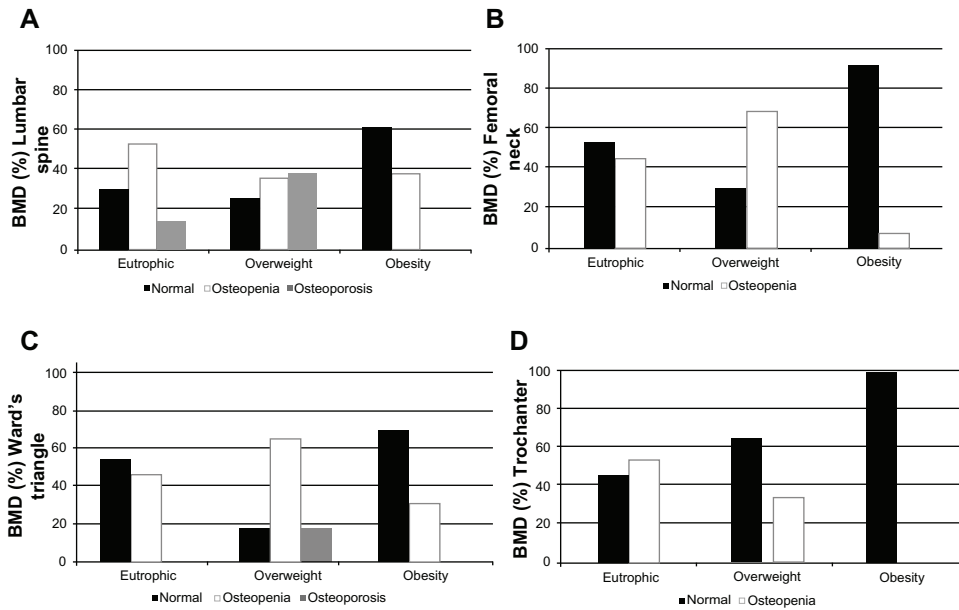 A
BMD (%) Lumbar
spine
100
80
60
40
20
0
Eutrophic Overweight Obesity
Normal Osteopenia Osteoporosis
B
BMD (%) Femoral
neck
100
80
60
40
20
0
Eutrophic Overweight Obesity
Normal Osteopenia
C
BMD (%) Ward's
triangle
100
80
60
40
20
0
Eutrophic Overweight Obesity
Normal Osteopenia Osteoporosis
D
BMD (%) Trochanter
100
80
60
40
20
0
Eutrophic Overweight Obesity
Normal Osteopenia